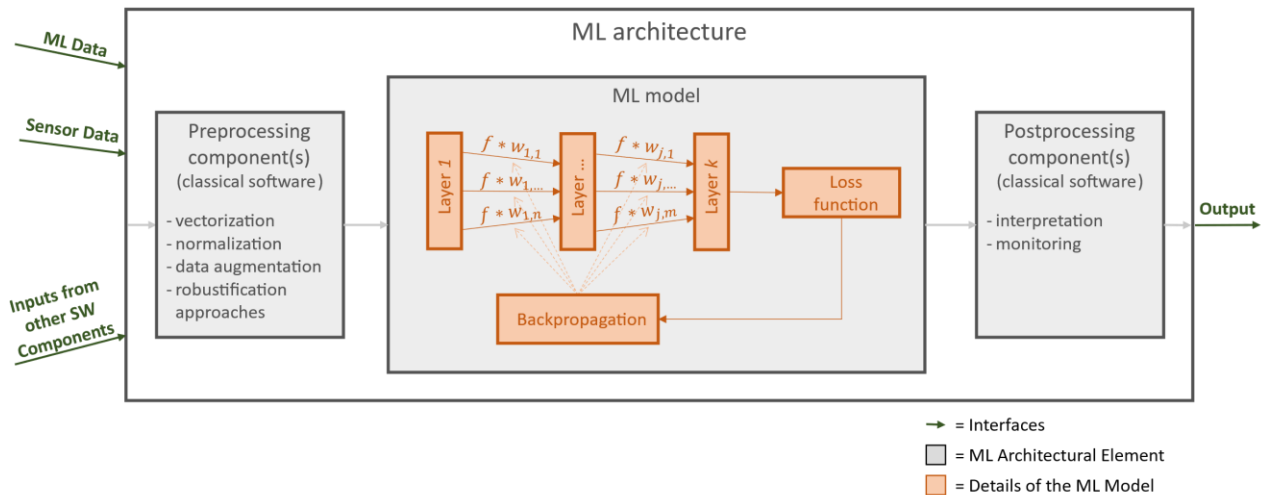 ML architecture
ML Data
Sensor Data
Inputs from
other SW
Components
Preprocessing
component(s)
(classical software)
- vectorization
- normalization
- data augmentation
- robustification
approaches
ML model
Layer 1
f * w1,1
f * w1,...
f * w1,n
Layer ...
f * wj,1
f * wj,...
f * wj,m
Layer k
Loss
function
Backpropagation
Postprocessing
component(s)
(classical software)
- interpretation
- monitoring
Output
= Interfaces
= ML Architectural Element
= Details of the ML Model